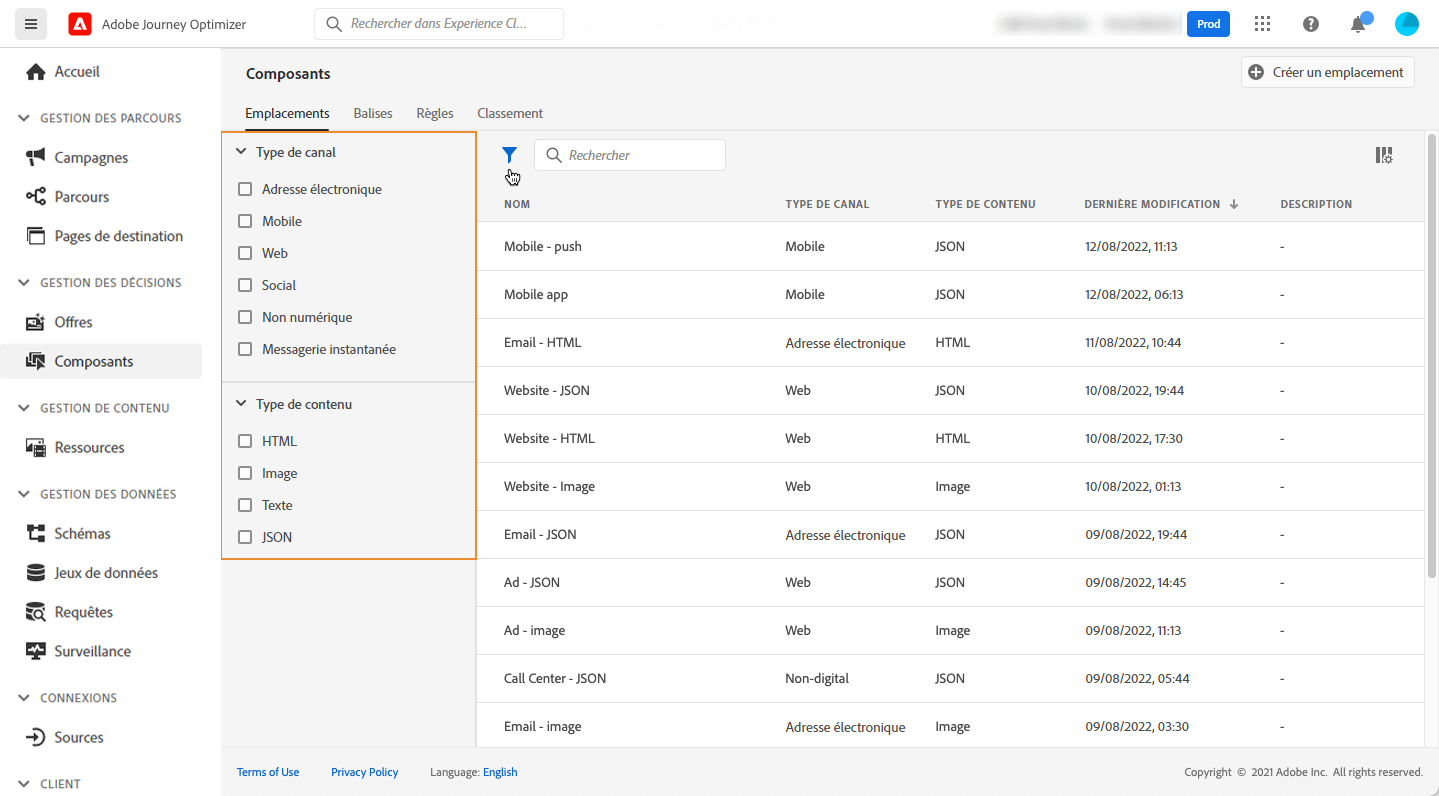 Adobe Journey Optimizer
Rechercher dans Experience Cl...
Prod
Accueil
GESTION DES PARCOURS
Campagnes
Parcours
Pages de destination
GESTION DES DÉCISIONS
Offres
Composants
GESTION DE CONTENU
Ressources
GESTION DES DONNÉES
Schémas
Jeux de données
Requêtes
Surveillance
CONNEXIONS
Sources
CLIENT
Composants
Créer un emplacement
Emplacements Balises Règles Classement
Type de canal
Adresse électronique
Mobile
Web
Social
Non numérique
Messagerie instantanée
Type de contenu
HTML
Image
Texte
JSON
Rechercher
NOM TYPE DE CANAL TYPE DE CONTENU DERNIÈRE MODIFICATION DESCRIPTION
Mobile - push Mobile JSON 12/08/2022, 11:13 -
Mobile app Mobile JSON 12/08/2022, 06:13 -
Email - HTML Adresse électronique HTML 11/08/2022, 10:44 -
Website - JSON Web JSON 10/08/2022, 19:44 -
Website - HTML Web HTML 10/08/2022, 17:30 -
Website - Image Web Image 10/08/2022, 01:13 -
Email - JSON Adresse électronique JSON 09/08/2022, 19:44 -
Ad - JSON Web JSON 09/08/2022, 14:45 -
Ad - image Web Image 09/08/2022, 11:13 -
Call Center - JSON Non-digital JSON 09/08/2022, 05:44 -
Email - image Adresse électronique Image 09/08/2022, 03:30 -
Terms of Use Privacy Policy Language: English
Copyright © 2021 Adobe Inc. All rights reserved.